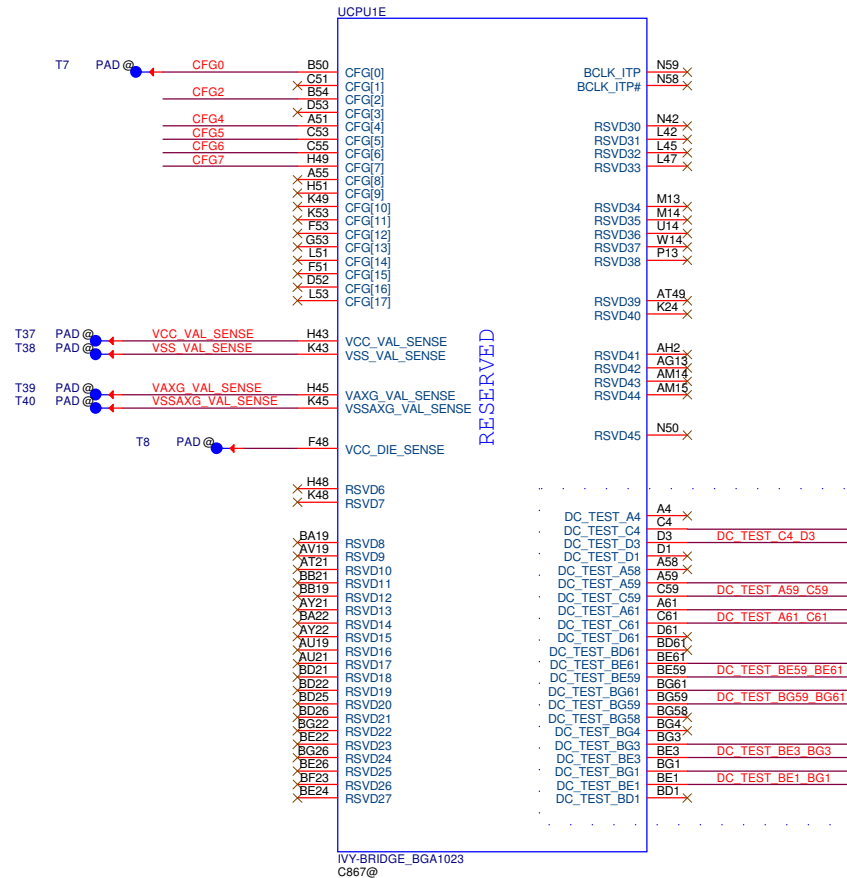 UCPU1E
T7 PAD @ CFG0 B50 CFG[0] BCLK_ITP N59
C51 CFG[1] BCLK_ITP# N58
CFG2 B54 CFG[2]
D53 CFG[3]
CFG4 A51 CFG[4] RSVD30 N42
CFG5 C53 CFG[5] RSVD31 L42
CFG6 C55 CFG[6] RSVD32 L45
CFG7 H49 CFG[7] RSVD33 L47
A55 CFG[8]
H51 CFG[9]
K49 CFG[10] RSVD34 M13
K53 CFG[11] RSVD35 M14
F53 CFG[12] RSVD36 U14
G53 CFG[13] RSVD37 W14
L51 CFG[14] RSVD38 P13
F51 CFG[15]
D52 CFG[16]
L53 CFG[17] RSVD39 AT49
RSVD40 K24
T37 PAD @ VCC_VAL_SENSE H43 VCC_VAL_SENSE
T38 PAD @ VSS_VAL_SENSE K43 VSS_VAL_SENSE RSVD41 AH2
RSVD42 AG13
RSVD43 AM14
T39 PAD @ VAXG_VAL_SENSE H45 VAXG_VAL_SENSE RSVD44 AM15
T40 PAD @ VSSAXG_VAL_SENSE K45 VSSAXG_VAL_SENSE
RESERVED
RSVD45 N50
T8 PAD @ F48 VCC_DIE_SENSE
H48 RSVD6
K48 RSVD7
DC_TEST_A4 A4
DC_TEST_C4 C4
BA19 RSVD8 DC_TEST_D3 D3 DC_TEST_C4_D3
AV19 RSVD9 DC_TEST_D1 D1
AT21 RSVD10 DC_TEST_A58 A58
BB21 RSVD11 DC_TEST_A59 A59
BB19 RSVD12 DC_TEST_C59 C59 DC_TEST_A59_C59
AY21 RSVD13 DC_TEST_A61 A61
BA22 RSVD14 DC_TEST_C61 C61 DC_TEST_A61_C61
AY22 RSVD15 DC_TEST_D61 D61
AU19 RSVD16 DC_TEST_BD61 BD61
AU21 RSVD17 DC_TEST_BE61 BE61
BD21 RSVD18 DC_TEST_BE59 BE59 DC_TEST_BE59_BE61
BD22 RSVD19 DC_TEST_BG61 BG61
BD25 RSVD20 DC_TEST_BG59 BG59 DC_TEST_BG59_BG61
BD26 RSVD21 DC_TEST_BG58 BG58
BG22 RSVD22 DC_TEST_BG4 BG4
BE22 RSVD23 DC_TEST_BG3 BG3
BG26 RSVD24 DC_TEST_BE3 BE3 DC_TEST_BE3_BG3
BE26 RSVD25 DC_TEST_BG1 BG1
BF23 RSVD26 DC_TEST_BE1 BE1 DC_TEST_BE1_BG1
BE24 RSVD27 DC_TEST_BD1 BD1
IVY-BRIDGE_BGA1023
C867@